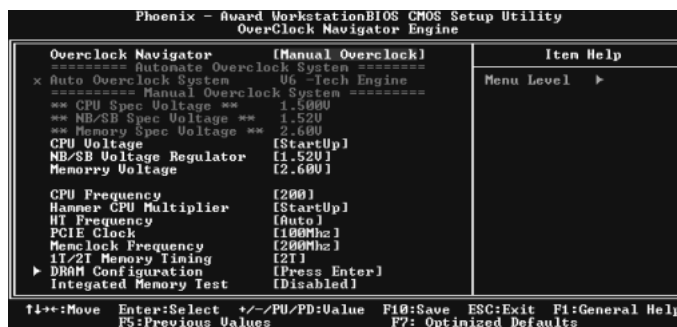 Phoenix - Award WorkstationBIOS CMOS Setup Utility
OverClock Navigator Engine
Overclock Navigator [Manual Overclock]
========= Automate Overclock System ========
x Auto Overclock System V6 -Tech Engine
========== Manual Overclock System =========
** CPU Spec Voltage ** 1.500V
** NB/SB Spec Voltage ** 1.52V
** Memory Spec Voltage ** 2.60V
CPU Voltage [StartUp]
NB/SB Voltage Regulator [1.52V]
Memorry Voltage [2.60V]
CPU Frequency [200]
Hammer CPU Multiplier [StartUp]
HT Frequency [Auto]
PCIE Clock [100Mhz]
Memclock Frequency [200Mhz]
1T/2T Memory Timing [2T]
► DRAM Configuration [Press Enter]
Integated Memory Test [Disabled]
Item Help
Menu Level ►
↑↓→←:Move Enter:Select +/-/PU/PD:Value F10:Save ESC:Exit F1:General Help
F5:Previous Values F7: Optimized Defaults